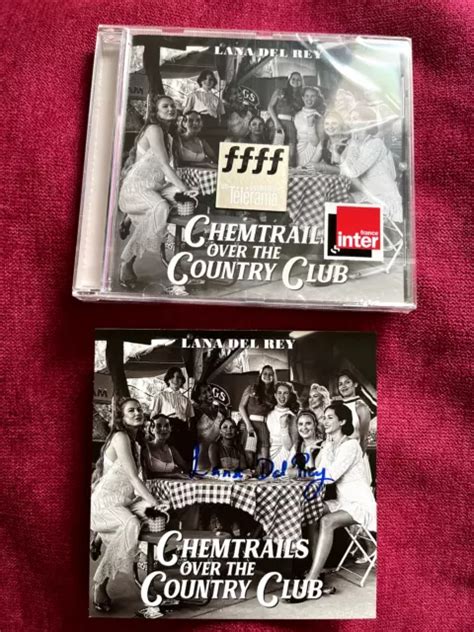 LANA DEL REY
ffff
Télérama
CHEMTRAILS
france
inter
OVER THE
COUNTRY CLUB
LANA DEL REY
Lana Del Rey
CHEMTRAILS
OVER THE
COUNTRY CLUB